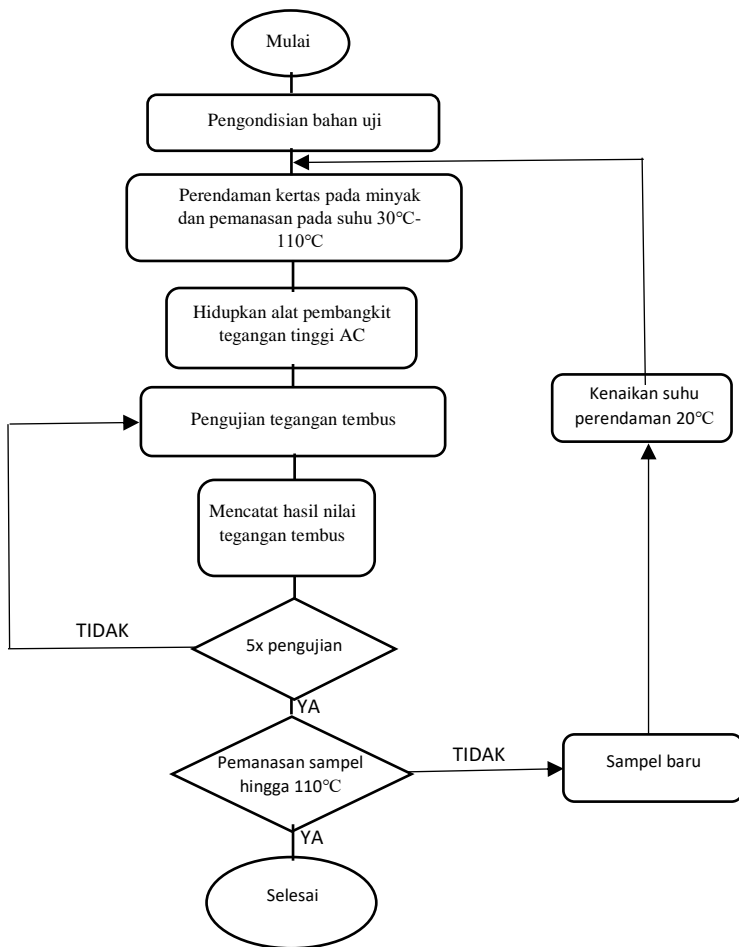 Mulai
Pengondisian bahan uji
Perendaman kertas pada minyak
dan pemanasan pada suhu 30℃-
110℃
Hidupkan alat pembangkit
tegangan tinggi AC
Kenaikan suhu
perendaman 20℃
Pengujian tegangan tembus
Mencatat hasil nilai
tegangan tembus
TIDAK
5x pengujian
YA
Pemanasan sampel
hingga 110℃
TIDAK
Sampel baru
YA
Selesai